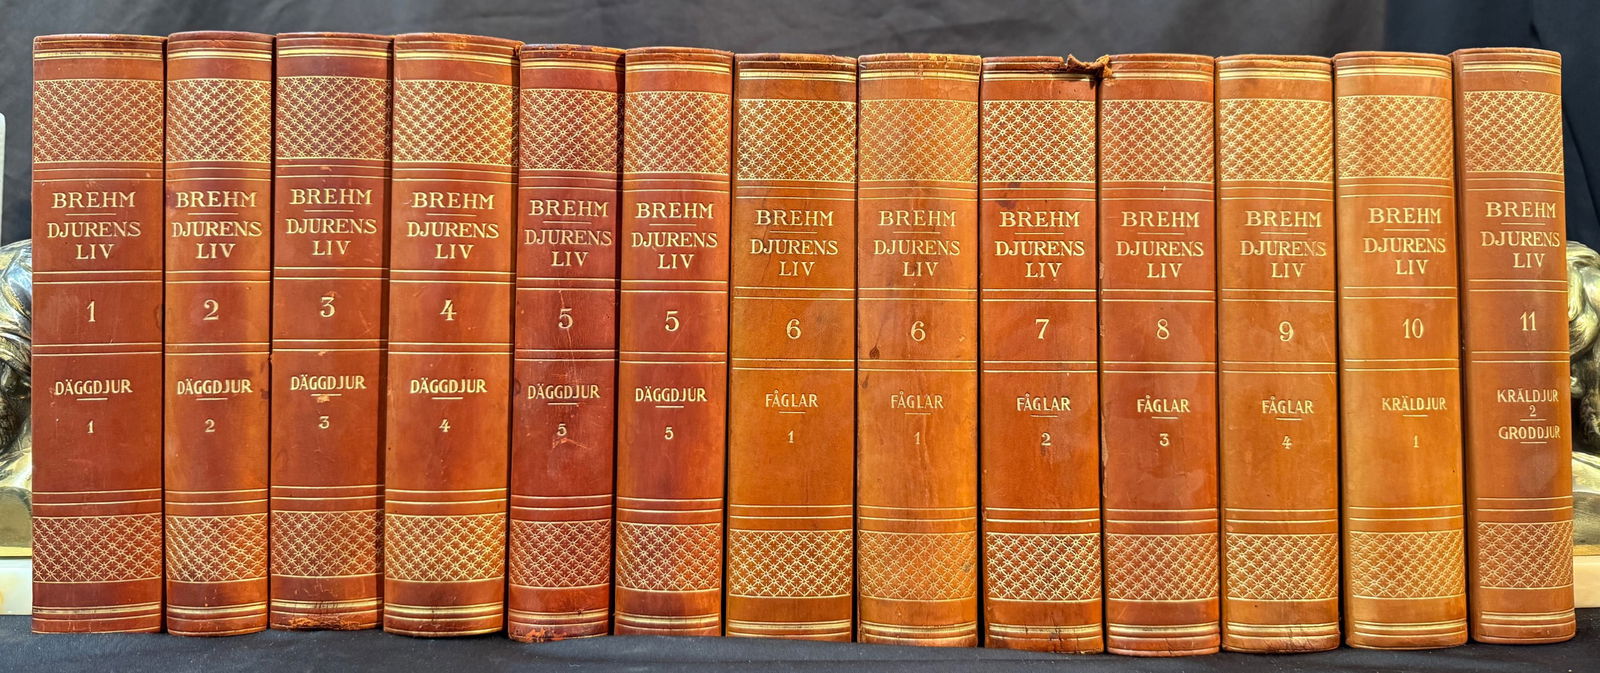 BREHM
DJURENS
LIV
1
DÄGGDJUR
1
BREHM
DJURENS
LIV
2
DÄGGDJUR
2
BREHM
DJURENS
LIV
3
DÄGGDJUR
3
BREHM
DJURENS
LIV
4
DÄGGDJUR
4
BREHM
DJURENS
LIV
5
DÄGGDJUR
5
BREHM
DJURENS
LIV
5
DÄGGDJUR
5
BREHM
DJURENS
LIV
6
FÅGLAR
1
BREHM
DJURENS
LIV
6
FÅGLAR
1
BREHM
DJURENS
LIV
7
FÅGLAR
2
BREHM
DJURENS
LIV
8
FÅGLAR
3
BREHM
DJURENS
LIV
9
FÅGLAR
4
BREHM
DJURENS
LIV
10
KRÄLDJUR
1
BREHM
DJURENS
LIV
11
KRÄLDJUR
2
GRODDJUR